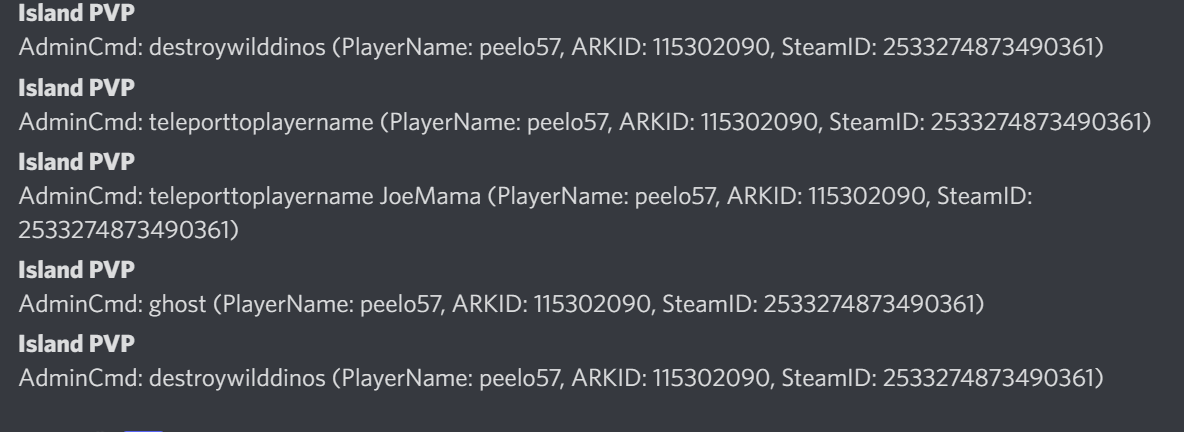 Island PVP
AdminCmd: destroywilddinos (PlayerName: peelo57, ARKID: 115302090, SteamID: 2533274873490361)
Island PVP
AdminCmd: teleporttoplayername (PlayerName: peelo57, ARKID: 115302090, SteamID: 2533274873490361)
Island PVP
AdminCmd: teleporttoplayername JoeMama (PlayerName: peelo57, ARKID: 115302090, SteamID:
2533274873490361)
Island PVP
AdminCmd: ghost (PlayerName: peelo57, ARKID: 115302090, SteamID: 2533274873490361)
Island PVP
AdminCmd: destroywilddinos (PlayerName: peelo57, ARKID: 115302090, SteamID: 2533274873490361)